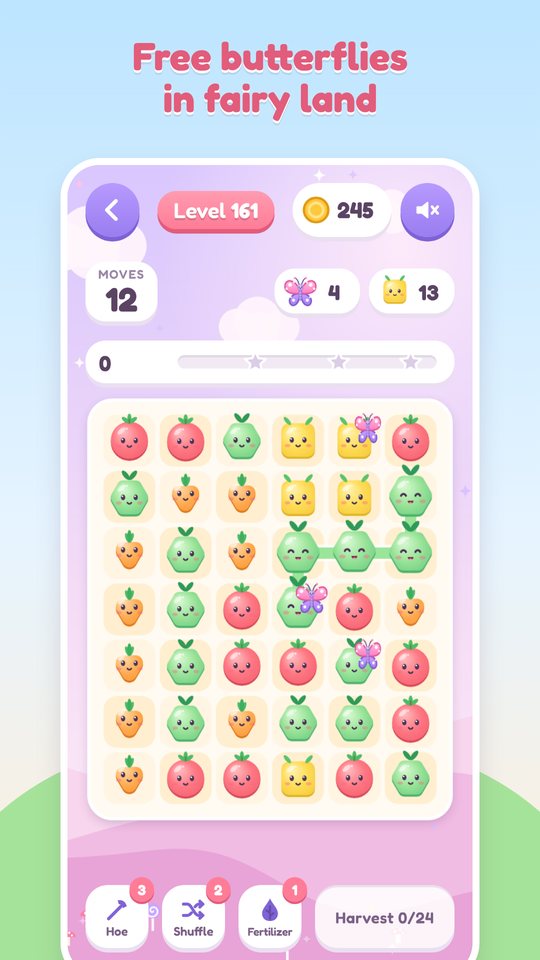 Free butterflies
in fairy land
Level 161
245
MOVES
12
4
13
0
3
2
1
Hoe
Shuffle
Fertilizer
Harvest 0/24